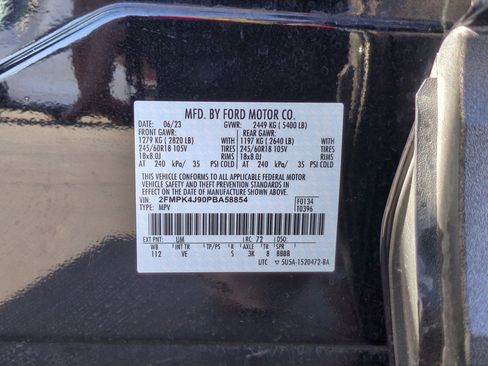 MFD. BY FORD MOTOR CO.
DATE: 06/23 GVWR: 2449 KG ( 5400 LB)
FRONT GAWR: REAR GAWR:
1279 KG ( 2820 LB) WITH 1197 KG ( 2640 LB) WITH
245/60R18 105V TIRES 245/60R18 105V TIRES
18x8.0J RIMS 18x8.0J RIMS
AT 240 kPa/ 35 PSI COLD AT 240 kPa/ 35 PSI COLD
THIS VEHICLE CONFORMS TO ALL APPLICABLE FEDERAL MOTOR
VEHICLE SAFETY AND THEFT PREVENTION STANDARDS IN EFFECT
ON THE DATE OF MANUFACTURE SHOWN ABOVE.
VIN: 2FMPK4J90PBA58854 F0134
TYPE: MPV T0396
EXT PNT: UM RC: 72 DSO:
WB INT TR TP/PS R AXLE TR SPR
112 VE S 3K 8 8888
UTC 5USA-1520472-BA